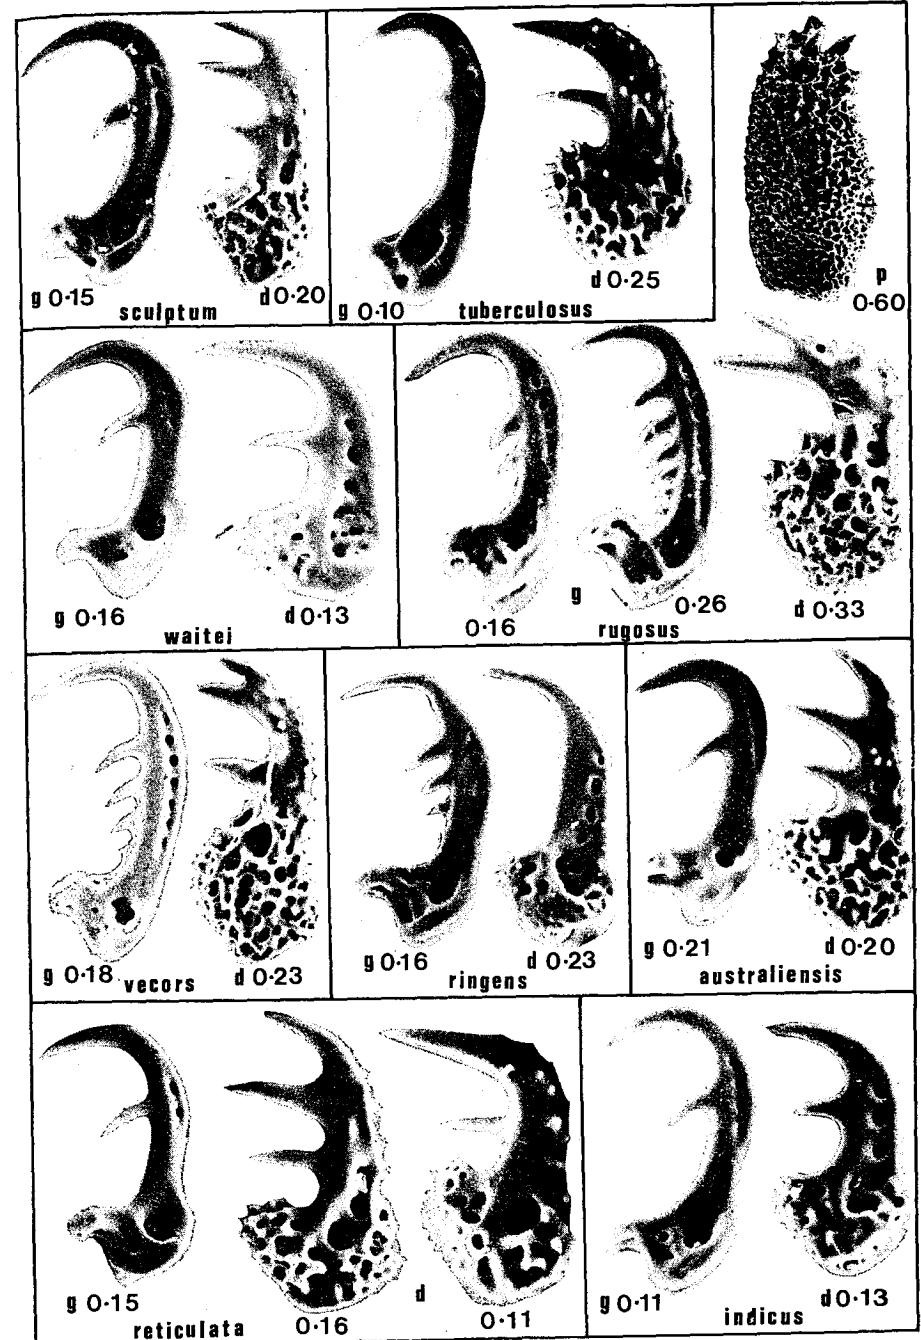 g 0·15 d 0·20
sculptum
g 0·10 d 0·25
tuberculosus
p
0·60
g 0·16 d 0·13
waitei
0·16 g 0·26 d 0·33
rugosus
g 0·18 d 0·23
vecors
g 0·16 d 0·23
ringens
g 0·21 d 0·20
australiensis
g 0·15 0·16 d 0·11
reticulata
g 0·11 d 0·13
indicus